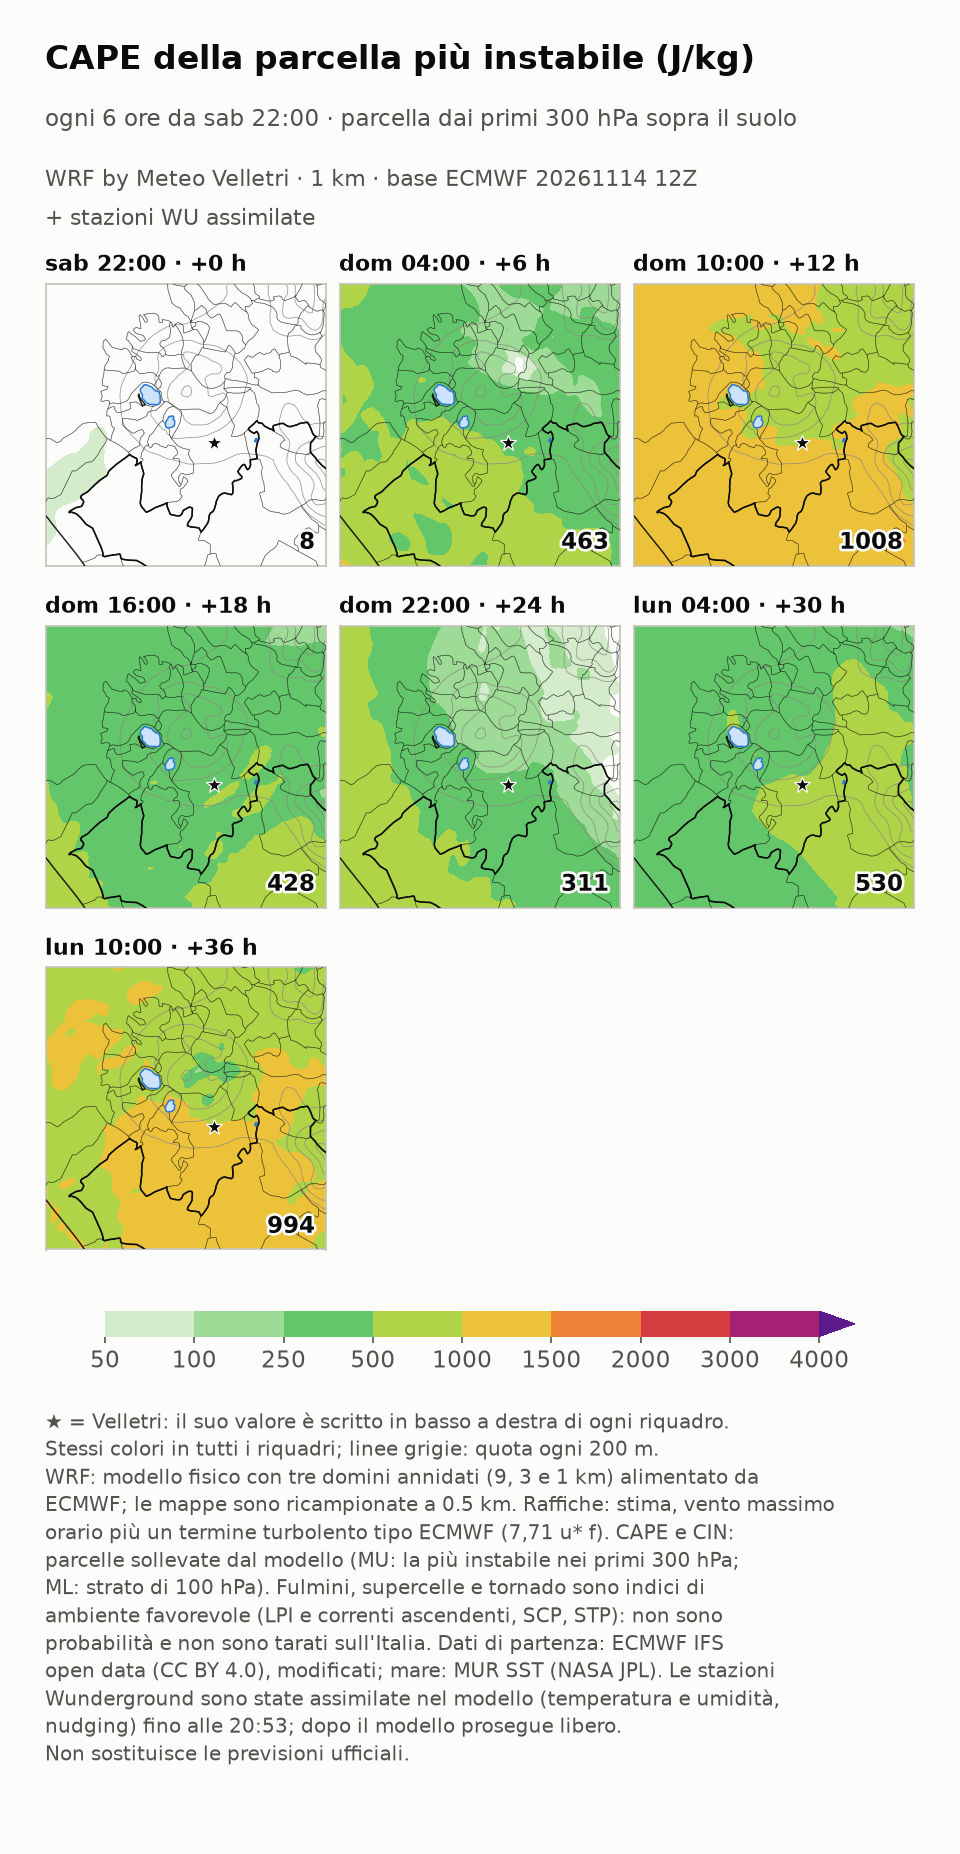 CAPE della parcella più instabile (J/kg)
ogni 6 ore da sab 22:00 · parcella dai primi 300 hPa sopra il suolo
WRF by Meteo Velletri · 1 km · base ECMWF 20261114 12Z
+ stazioni WU assimilate
sab 22:00 · +0 h
dom 04:00 · +6 h
dom 10:00 · +12 h
8
463
1008
dom 16:00 · +18 h
dom 22:00 · +24 h
lun 04:00 · +30 h
428
311
530
lun 10:00 · +36 h
994
50 100 250 500 1000 1500 2000 3000 4000
★ = Velletri: il suo valore è scritto in basso a destra di ogni riquadro.
Stessi colori in tutti i riquadri; linee grigie: quota ogni 200 m.
WRF: modello fisico con tre domini annidati (9, 3 e 1 km) alimentato da
ECMWF; le mappe sono ricampionate a 0.5 km. Raffiche: stima, vento massimo
orario più un termine turbolento tipo ECMWF (7,71 u* f). CAPE e CIN:
parcelle sollevate dal modello (MU: la più instabile nei primi 300 hPa;
ML: strato di 100 hPa). Fulmini, supercelle e tornado sono indici di
ambiente favorevole (LPI e correnti ascendenti, SCP, STP): non sono
probabilità e non sono tarati sull'Italia. Dati di partenza: ECMWF IFS
open data (CC BY 4.0), modificati; mare: MUR SST (NASA JPL). Le stazioni
Wunderground sono state assimilate nel modello (temperatura e umidità,
nudging) fino alle 20:53; dopo il modello prosegue libero.
Non sostituisce le previsioni ufficiali.